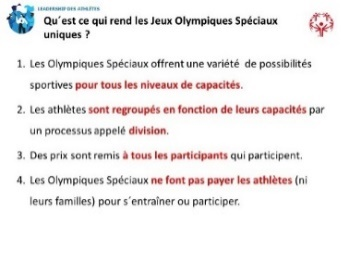 LEADERSHIP DES ATHLÈTES
Qu´est ce qui rend les Jeux Olympiques Spéciaux
uniques ?
1. Les Olympiques Spéciaux offrent une variété de possibilités
sportives pour tous les niveaux de capacités.
2. Les athlètes sont regroupés en fonction de leurs capacités par
un processus appelé division.
3. Des prix sont remis à tous les participants qui participent.
4. Les Olympiques Spéciaux ne font pas payer les athlètes (ni
leurs familles) pour s´entraîner ou participer.